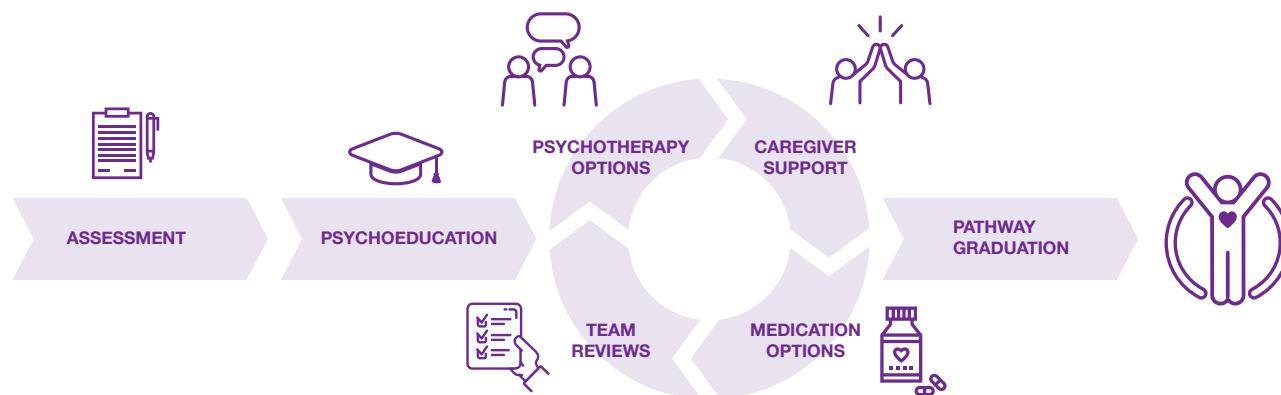 ASSESSMENT
PSYCHOEDUCATION
PSYCHOTHERAPY
OPTIONS
CAREGIVER
SUPPORT
MEDICATION
OPTIONS
TEAM
REVIEWS
PATHWAY
GRADUATION